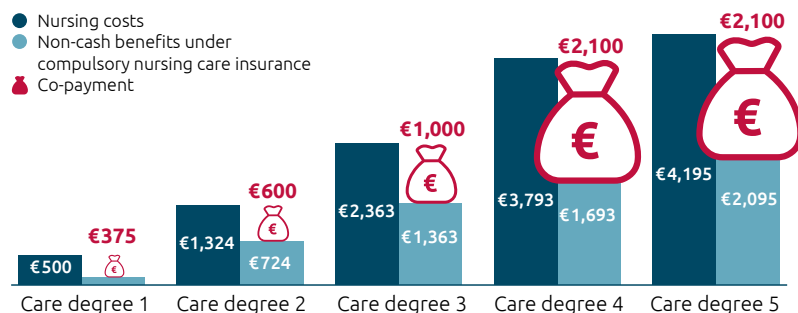 Nursing costs
Non-cash benefits under
compulsory nursing care insurance
Co-payment
€375
€500
€
Care degree 1
€600
€
€1,324
€724
Care degree 2
€1,000
€
€2,363
€1,363
Care degree 3
€2,100
€
€3,793
€1,693
Care degree 4
€2,100
€
€4,195
€2,095
Care degree 5